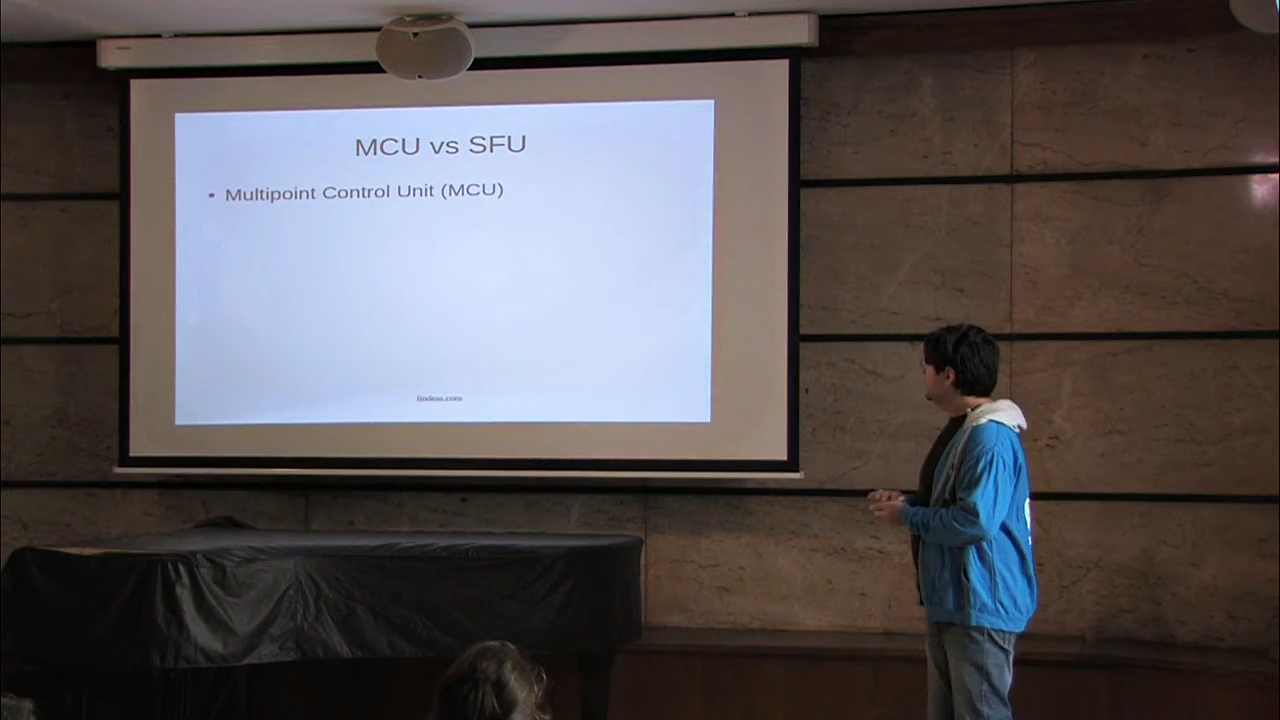 MCU vs SFU
• Multipoint Control Unit (MCU)